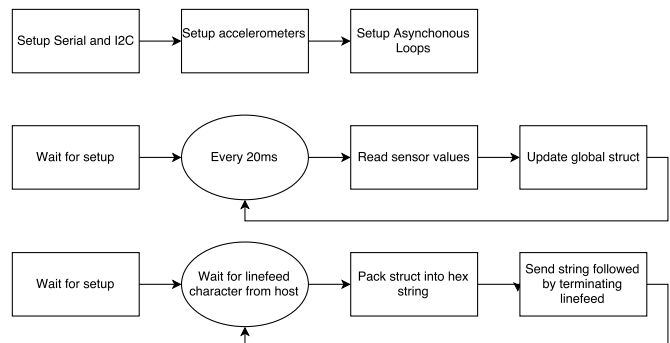 Setup Serial and I2C
Setup accelerometers
Setup Asynchonous
Loops
Wait for setup
Every 20ms
Read sensor values
Update global struct
Wait for setup
Wait for linefeed
character from host
Pack struct into hex
string
Send string followed
by terminating
linefeed